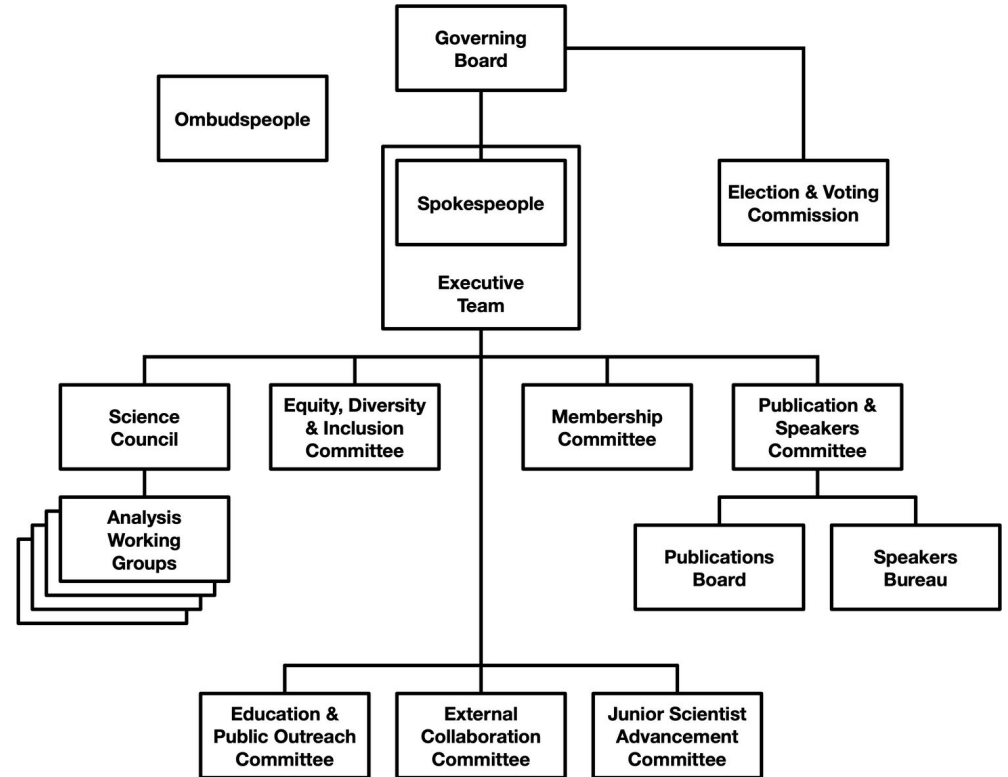 Governing
Board
Ombudspeople
Spokespeople
Election & Voting
Commission
Executive
Team
Science
Council
Equity, Diversity
& Inclusion
Committee
Membership
Committee
Publication &
Speakers
Committee
Analysis
Working
Groups
Publications
Board
Speakers
Bureau
Education &
Public Outreach
Committee
External
Collaboration
Committee
Junior Scientist
Advancement
Committee